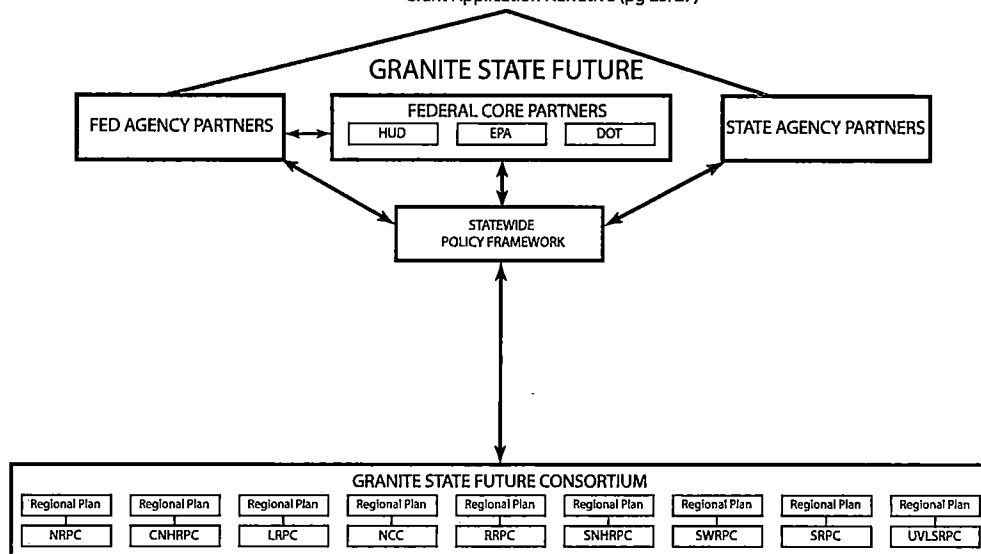 GRANITE STATE FUTURE
FED AGENCY PARTNERS
FEDERAL CORE PARTNERS
HUD EPA DOT
STATE AGENCY PARTNERS
STATEWIDE
POLICY FRAMEWORK
GRANITE STATE FUTURE CONSORTIUM
Regional Plan Regional Plan Regional Plan Regional Plan Regional Plan Regional Plan Regional Plan Regional Plan Regional Plan
NRPC CNHRPC LRPC NCC RRPC SNHRPC SWRPC SRPC UVLSRPC